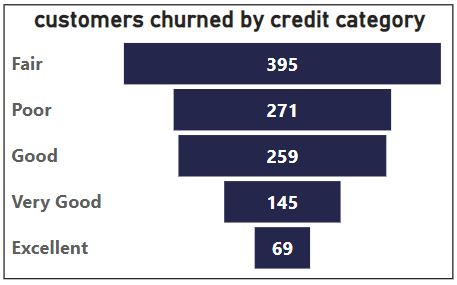 customers churned by credit category
Fair 395
Poor 271
Good 259
Very Good 145
Excellent 69